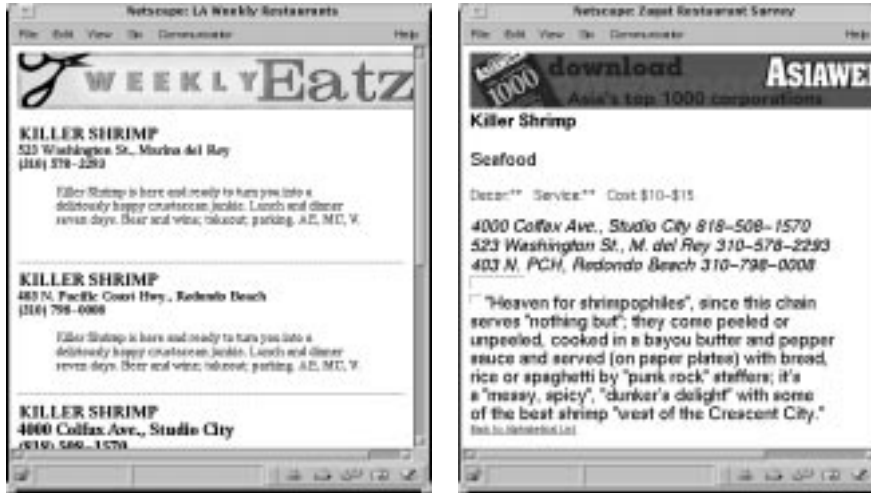 Netscape: LA Weekly Restaurants
File Edit View Go Communicator Help
WEEKLY Eatz
KILLER SHRIMP
523 Washington St., Marina del Rey
(310) 578-2293
Killer Shrimp is here and ready to turn you into a
deliriously happy crustacean junkie. Lunch and dinner
seven days. Beer and wine; takeout; parking. AE, MC, V.
KILLER SHRIMP
403 N. Pacific Coast Hwy., Redondo Beach
(310) 798-0008
Killer Shrimp is here and ready to turn you into a
deliriously happy crustacean junkie. Lunch and dinner
seven days. Beer and wine; takeout; parking. AE, MC, V.
KILLER SHRIMP
4000 Colfax Ave., Studio City
(818) 508-1570
Netscape: Zagat Restaurant Survey
File Edit View Go Communicator Help
ASIAWEEK 1000 download ASIAWE
Asia's top 1000 corporations
Killer Shrimp
Seafood
Decor:** Service:** Cost $10-$15
4000 Colfax Ave., Studio City 818-508-1570
523 Washington St., M. del Rey 310-578-2293
403 N. PCH, Redondo Beach 310-798-0008
"Heaven for shrimpophiles", since this chain
serves "nothing but"; they come peeled or
unpeeled, cooked in a bayou butter and pepper
sauce and served (on paper plates) with bread,
rice or spaghetti by "punk rock" staffers; it's
a "messy, spicy", "dunker's delight" with some
of the best shrimp "west of the Crescent City."
Back to Alphabetical List